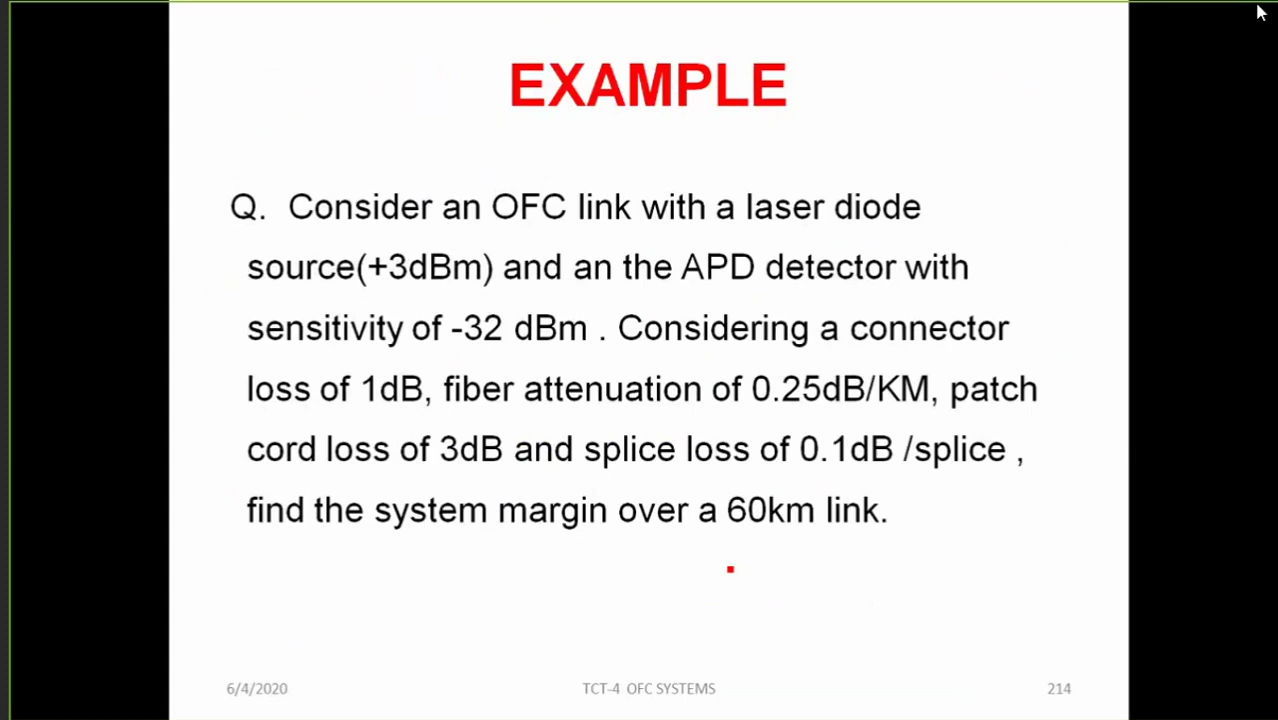 EXAMPLE
Q. Consider an OFC link with a laser diode
source(+3dBm) and an the APD detector with
sensitivity of -32 dBm . Considering a connector
loss of 1dB, fiber attenuation of 0.25dB/KM, patch
cord loss of 3dB and splice loss of 0.1dB /splice ,
find the system margin over a 60km link.
6/4/2020
TCT-4 OFC SYSTEMS
214